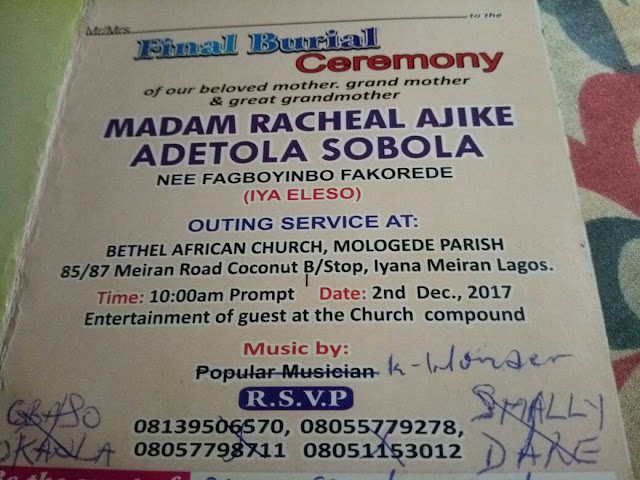 Mr/Mrs to the
Final Burial
Ceremony
of our beloved mother. grand mother
& great grandmother
MADAM RACHEAL AJIKE
ADETOLA SOBOLA
NEE FAGBOYINBO FAKOREDE
(IYA ELESO)
OUTING SERVICE AT:
BETHEL AFRICAN CHURCH, MOLOGEDE PARISH
85/87 Meiran Road Coconut B/Stop, Iyana Meiran Lagos.
Time: 10:00am Prompt Date: 2nd Dec., 2017
Entertainment of guest at the Church compound
Music by:
Popular Musician K-Wonder
R.S.V.P
08139506570, 08055779278,
08057798711 08051153012
SMALLY
DARE